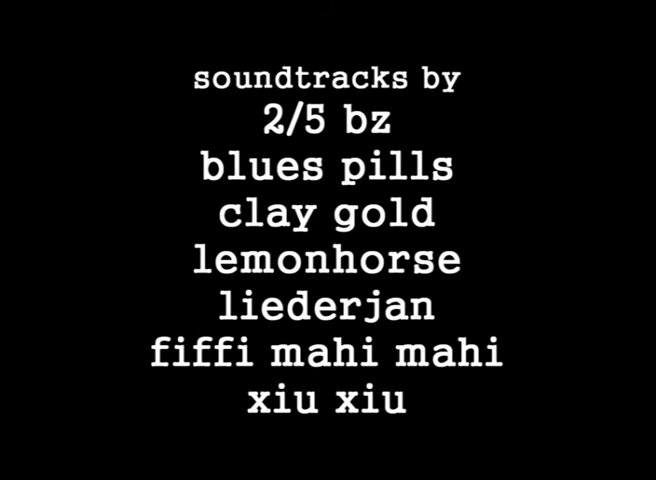 soundtracks by
2/5 bz
blues pills
clay gold
lemonhorse
liederjan
fiffi mahi mahi
xiu xiu